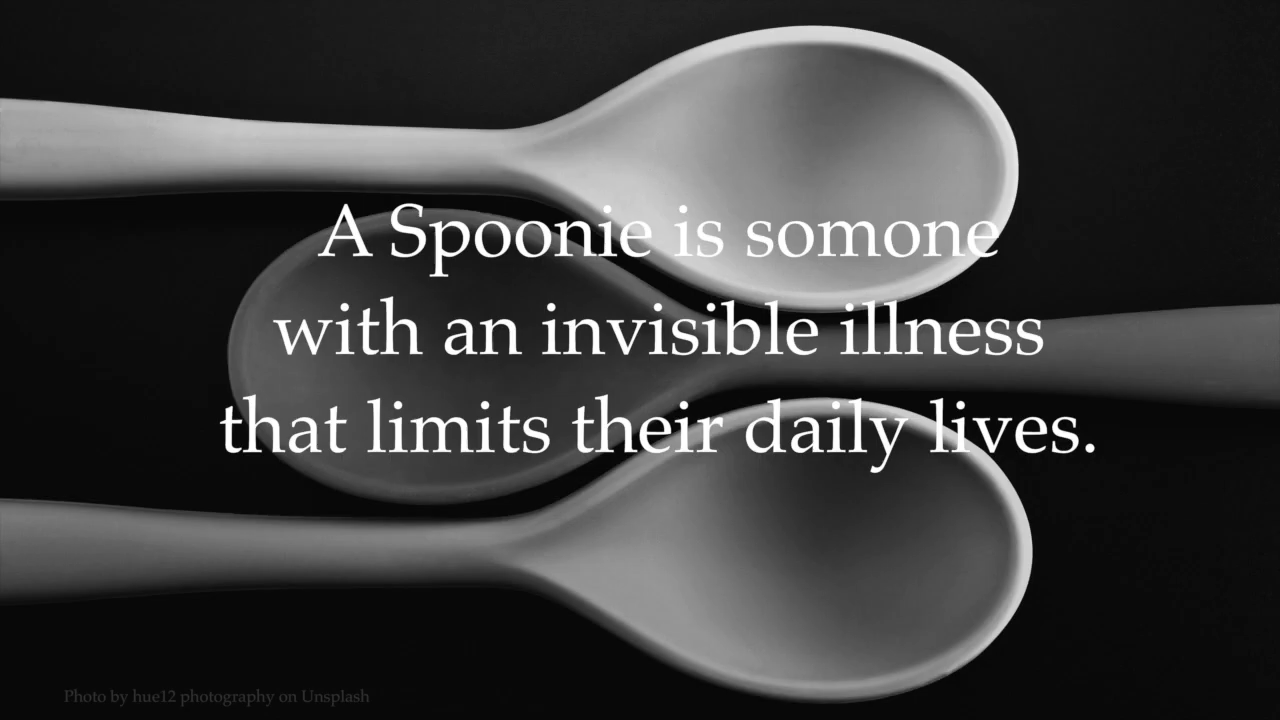 A Spoonie is somone
with an invisible illness
that limits their daily lives.
Photo by hue12 photography on Unsplash